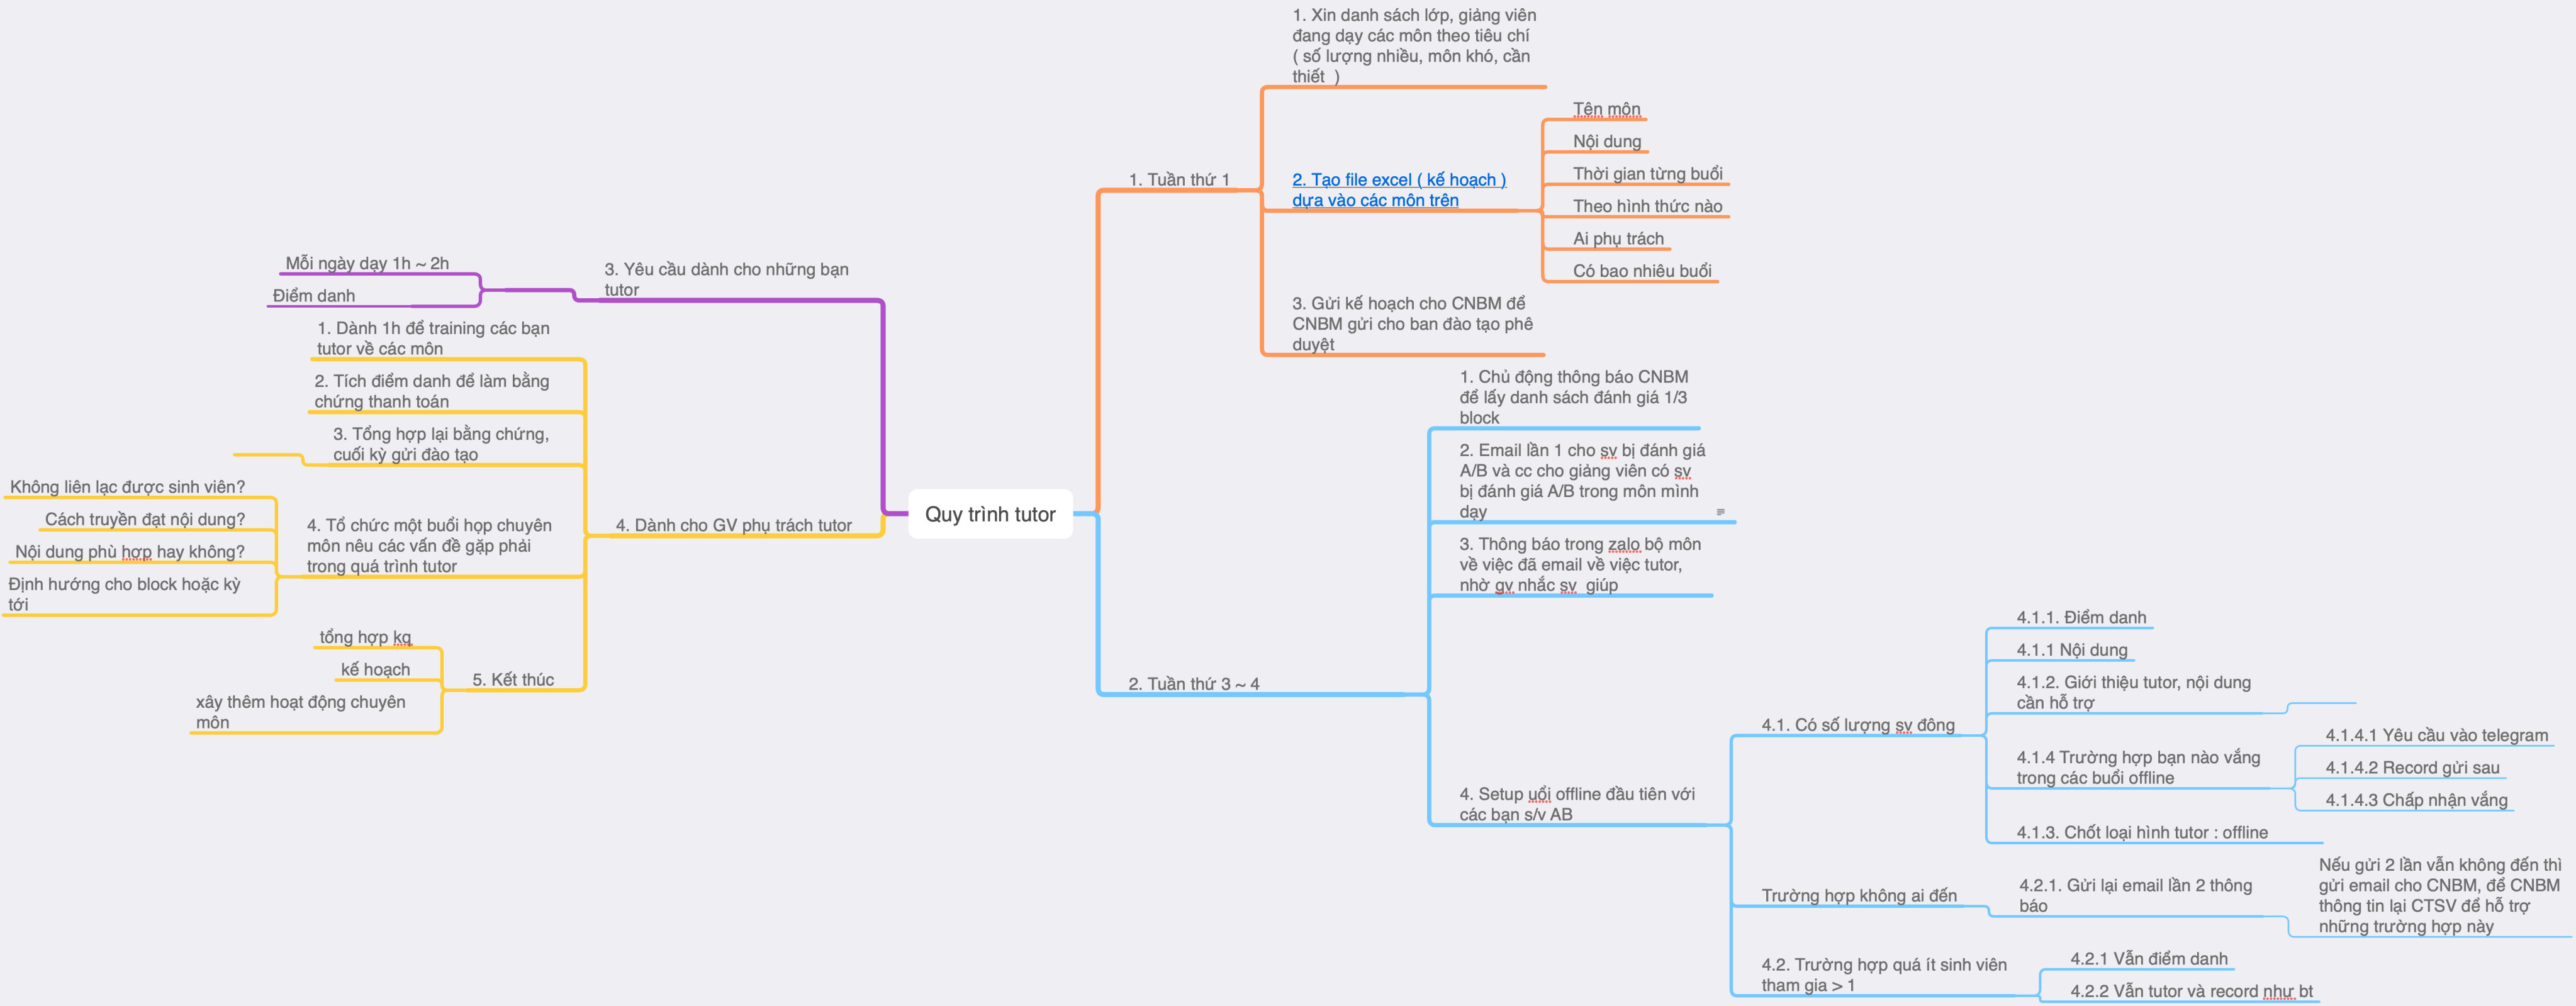 Quy trình tutor
1. Tuần thứ 1
1. Xin danh sách lớp, giảng viên
đang dạy các môn theo tiêu chí
( số lượng nhiều, môn khó, cần
thiết  )
2. Tạo file excel ( kế hoạch )
dựa vào các môn trên
Tên môn
Nội dung
Thời gian từng buổi
Theo hình thức nào
Ai phụ trách
Có bao nhiêu buổi
3. Gửi kế hoạch cho CNBM để
CNBM gửi cho ban đào tạo phê
duyệt
2. Tuần thứ 3 ~ 4
1. Chủ động thông báo CNBM
để lấy danh sách đánh giá 1/3
block
2. Email lần 1 cho sv bị đánh giá
A/B và cc cho giảng viên có sv
bị đánh giá A/B trong môn mình
dạy
3. Thông báo trong zalo bộ môn
về việc đã email về việc tutor,
nhờ gv nhắc sv  giúp
4. Setup uổi offline đầu tiên với
các bạn s/v AB
4.1. Có số lượng sv đông
4.1.1. Điểm danh
4.1.1 Nội dung
4.1.2. Giới thiệu tutor, nội dung
cần hỗ trợ
4.1.4 Trường hợp bạn nào vắng
trong các buổi offline
4.1.4.1 Yêu cầu vào telegram
4.1.4.2 Record gửi sau
4.1.4.3 Chấp nhận vắng
4.1.3. Chốt loại hình tutor : offline
Trường hợp không ai đến
4.2.1. Gửi lại email lần 2 thông
báo
Nếu gửi 2 lần vẫn không đến thì
gửi email cho CNBM, để CNBM
thông tin lại CTSV để hỗ trợ
những trường hợp này
4.2. Trường hợp quá ít sinh viên
tham gia > 1
4.2.1 Vẫn điểm danh
4.2.2 Vẫn tutor và record như bt
3. Yêu cầu dành cho những bạn
tutor
Mỗi ngày dạy 1h ~ 2h
Điểm danh
4. Dành cho GV phụ trách tutor
1. Dành 1h để training các bạn
tutor về các môn
2. Tích điểm danh để làm bằng
chứng thanh toán
3. Tổng hợp lại bằng chứng,
cuối kỳ gửi đào tạo
4. Tổ chức một buổi họp chuyên
môn nêu các vấn đề gặp phải
trong quá trình tutor
Không liên lạc được sinh viên?
Cách truyền đạt nội dung?
Nội dung phù hợp hay không?
Định hướng cho block hoặc kỳ
tới
5. Kết thúc
tổng hợp kq
kế hoạch
xây thêm hoạt động chuyên
môn